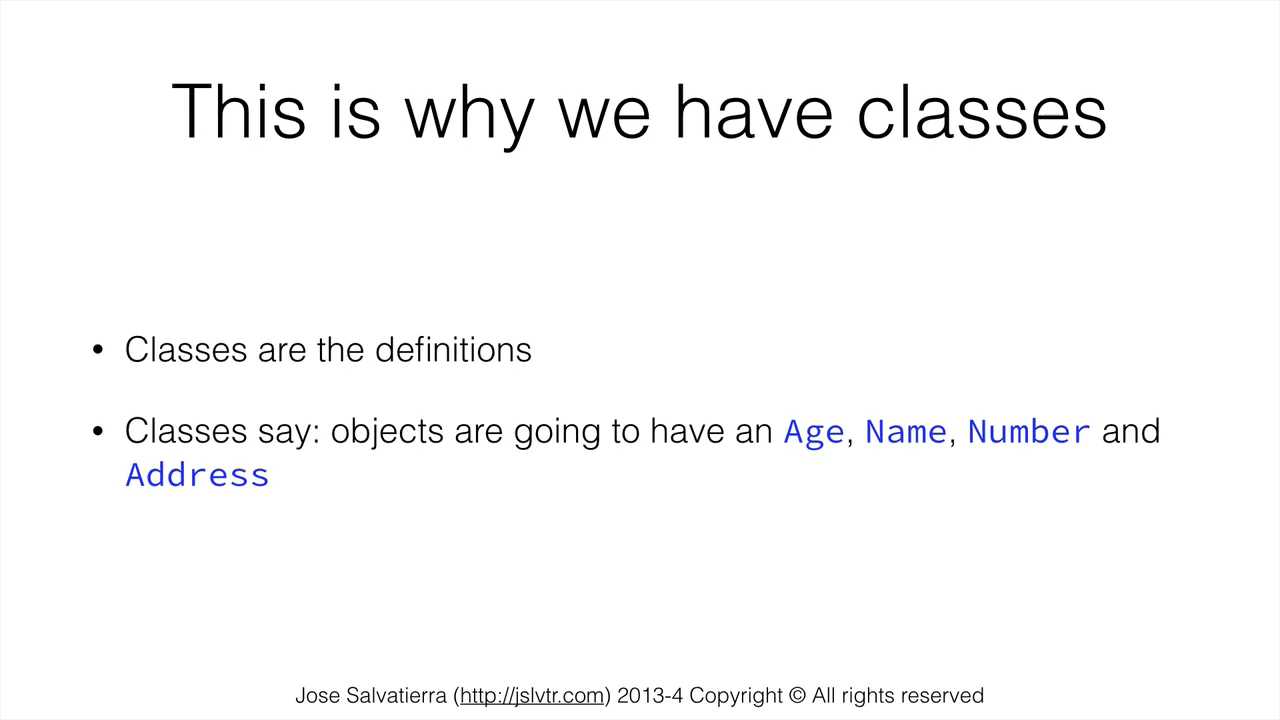 This is why we have classes
• Classes are the definitions
• Classes say: objects are going to have an Age, Name, Number and
Address
Jose Salvatierra (http://jslvtr.com) 2013-4 Copyright © All rights reserved